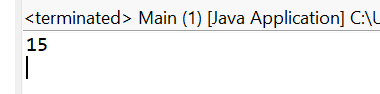 <terminated> Main (1) [Java Application] C:\U
15